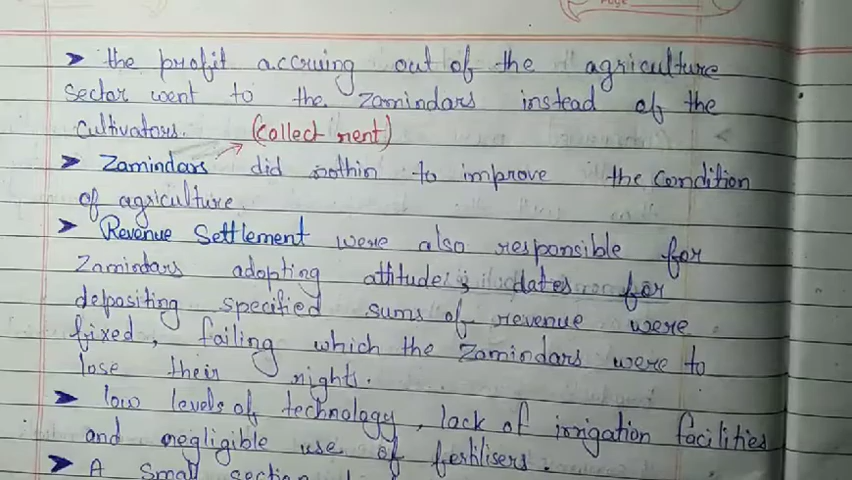 Page
➤ the profit accruing out of the agriculture
sector went to the zamindars instead of the
cultivators. (collect rent)
➤ Zamindars did nothin to improve the condition
of agriculture.
➤ Revenue Settlement were also responsible for
Zamindars adopting attitude; dates for
depositing specified sums of revenue were
fixed, failing which the zamindars were to
lose their rights.
➤ low levels of technology, lack of irrigation facilities
and negligible use of fertilisers.
➤ A small section